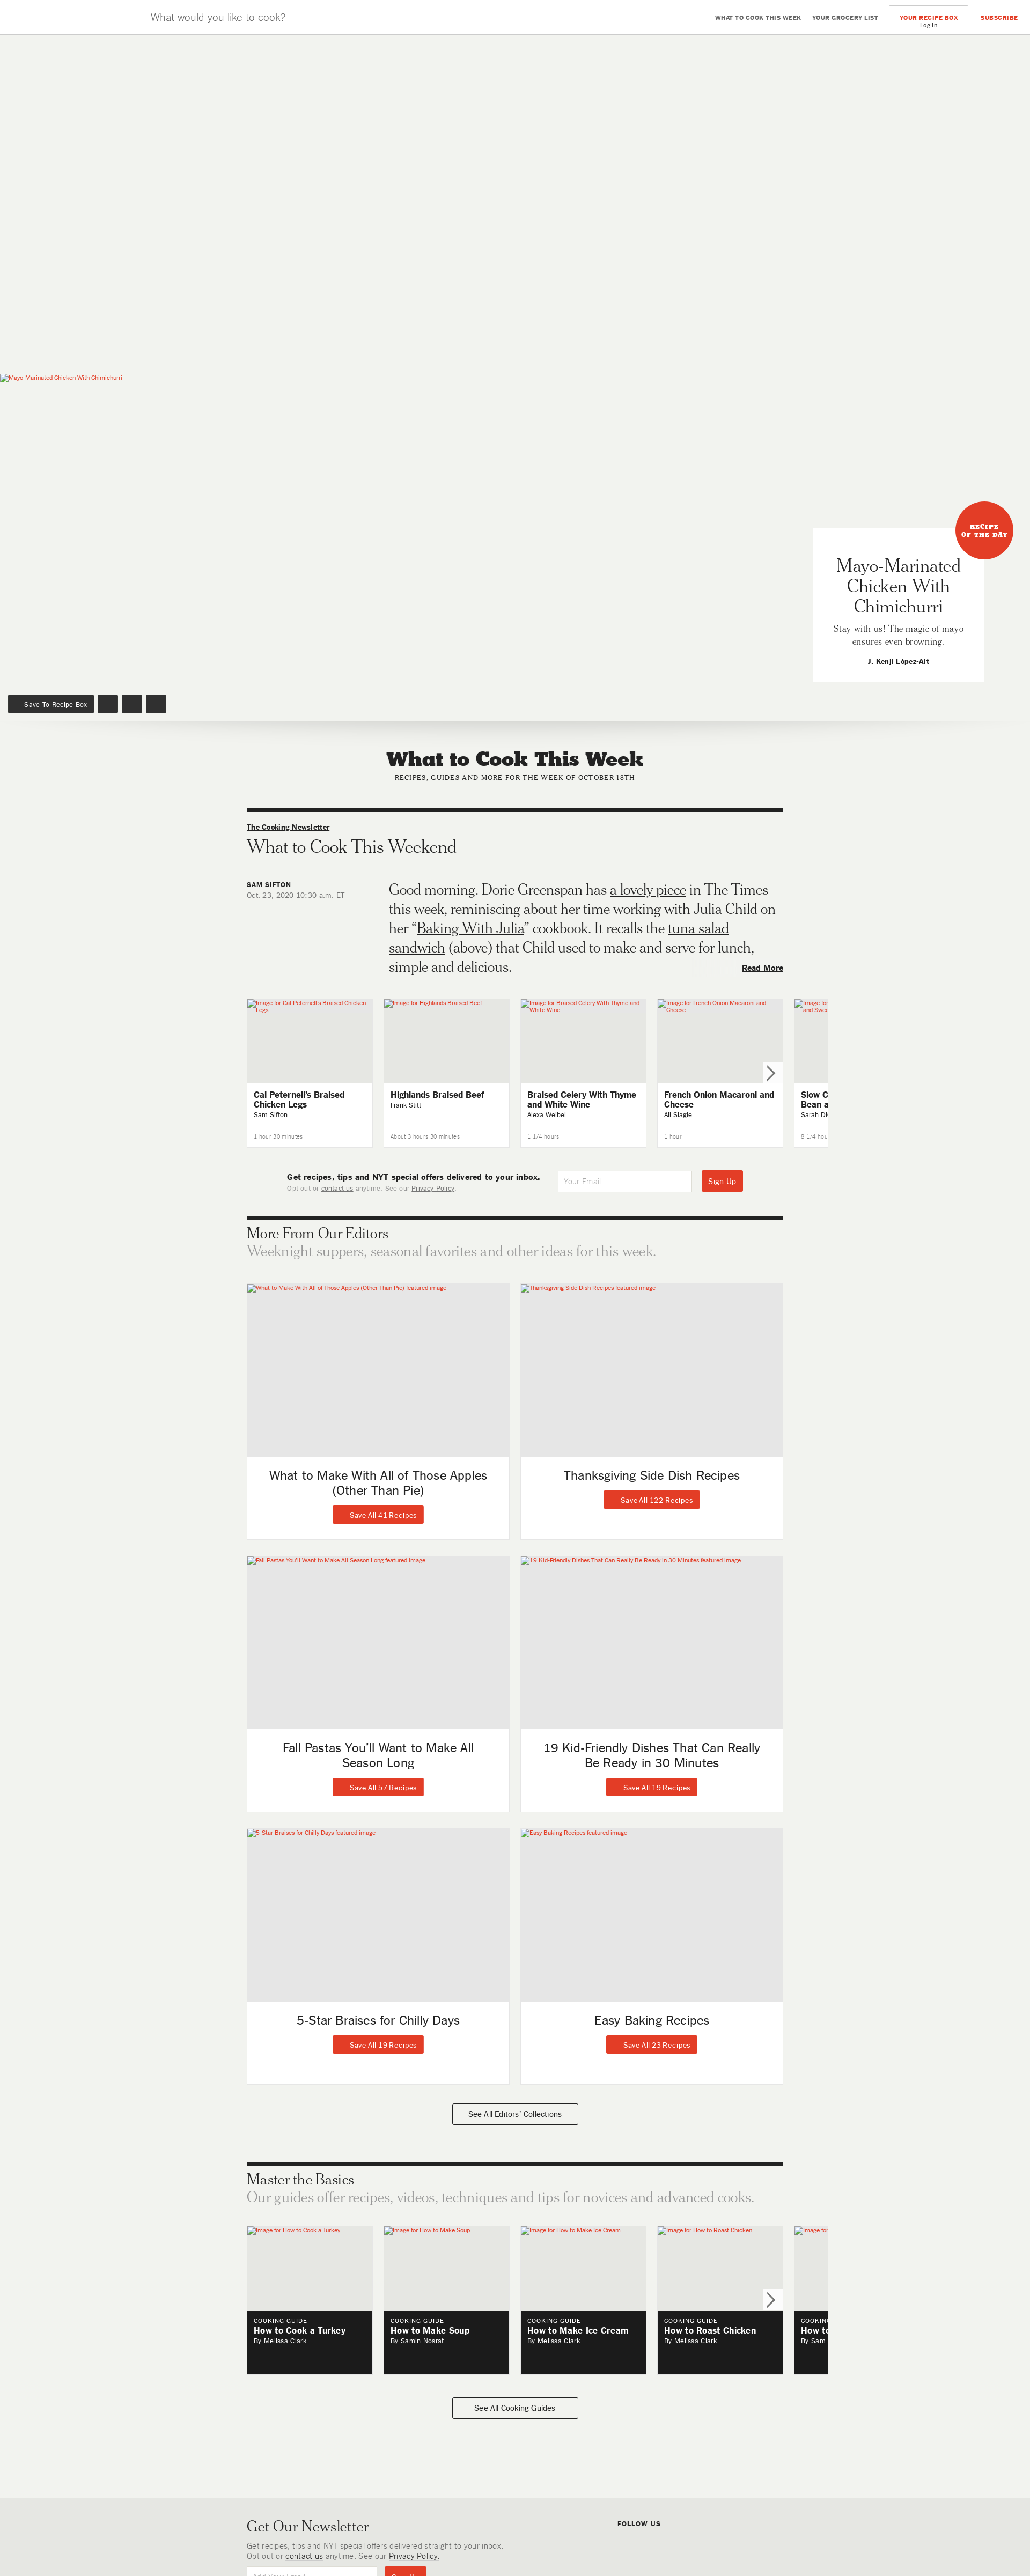 What would you like to cook?
WHAT TO COOK THIS WEEK
YOUR GROCERY LIST
YOUR RECIPE BOX
Log In
SUBSCRIBE
Mayo-Marinated Chicken With Chimichurri
RECIPE
OF THE DAY
Mayo-Marinated
Chicken With
Chimichurri
Stay with us! The magic of mayo
ensures even browning.
J. Kenji López-Alt
Save To Recipe Box
What to Cook This Week
RECIPES, GUIDES AND MORE FOR THE WEEK OF OCTOBER 18TH
The Cooking Newsletter
What to Cook This Weekend
SAM SIFTON
Oct. 23, 2020 10:30 a.m. ET
Good morning. Dorie Greenspan has a lovely piece in The Times
this week, reminiscing about her time working with Julia Child on
her “Baking With Julia” cookbook. It recalls the tuna salad
sandwich (above) that Child used to make and serve for lunch,
simple and delicious.
Read More
Image for Cal Peternell's Braised Chicken
Legs
Cal Peternell's Braised
Chicken Legs
Sam Sifton
1 hour 30 minutes
Image for Highlands Braised Beef
Highlands Braised Beef
Frank Stitt
About 3 hours 30 minutes
Image for Braised Celery With Thyme and
White Wine
Braised Celery With Thyme
and White Wine
Alexa Weibel
1 1/4 hours
Image for French Onion Macaroni and
Cheese
French Onion Macaroni and
Cheese
Ali Slagle
1 hour
Image for
and Swee
Slow C
Bean a
Sarah Di
8 1/4 hou
Get recipes, tips and NYT special offers delivered to your inbox.
Opt out or contact us anytime. See our Privacy Policy.
Your Email
Sign Up
More From Our Editors
Weeknight suppers, seasonal favorites and other ideas for this week.
What to Make With All of Those Apples (Other Than Pie) featured image
What to Make With All of Those Apples
(Other Than Pie)
Save All 41 Recipes
Thanksgiving Side Dish Recipes featured image
Thanksgiving Side Dish Recipes
Save All 122 Recipes
Fall Pastas You'll Want to Make All Season Long featured image
Fall Pastas You'll Want to Make All
Season Long
Save All 57 Recipes
19 Kid-Friendly Dishes That Can Really Be Ready in 30 Minutes featured image
19 Kid-Friendly Dishes That Can Really
Be Ready in 30 Minutes
Save All 19 Recipes
5-Star Braises for Chilly Days featured image
5-Star Braises for Chilly Days
Save All 19 Recipes
Easy Baking Recipes featured image
Easy Baking Recipes
Save All 23 Recipes
See All Editors' Collections
Master the Basics
Our guides offer recipes, videos, techniques and tips for novices and advanced cooks.
Image for How to Cook a Turkey
COOKING GUIDE
How to Cook a Turkey
By Melissa Clark
Image for How to Make Soup
COOKING GUIDE
How to Make Soup
By Samin Nosrat
Image for How to Make Ice Cream
COOKING GUIDE
How to Make Ice Cream
By Melissa Clark
Image for How to Roast Chicken
COOKING GUIDE
How to Roast Chicken
By Melissa Clark
Image for
COOKING
How to
By Sam
See All Cooking Guides
Get Our Newsletter
Get recipes, tips and NYT special offers delivered straight to your inbox.
Opt out or contact us anytime. See our Privacy Policy.
FOLLOW US